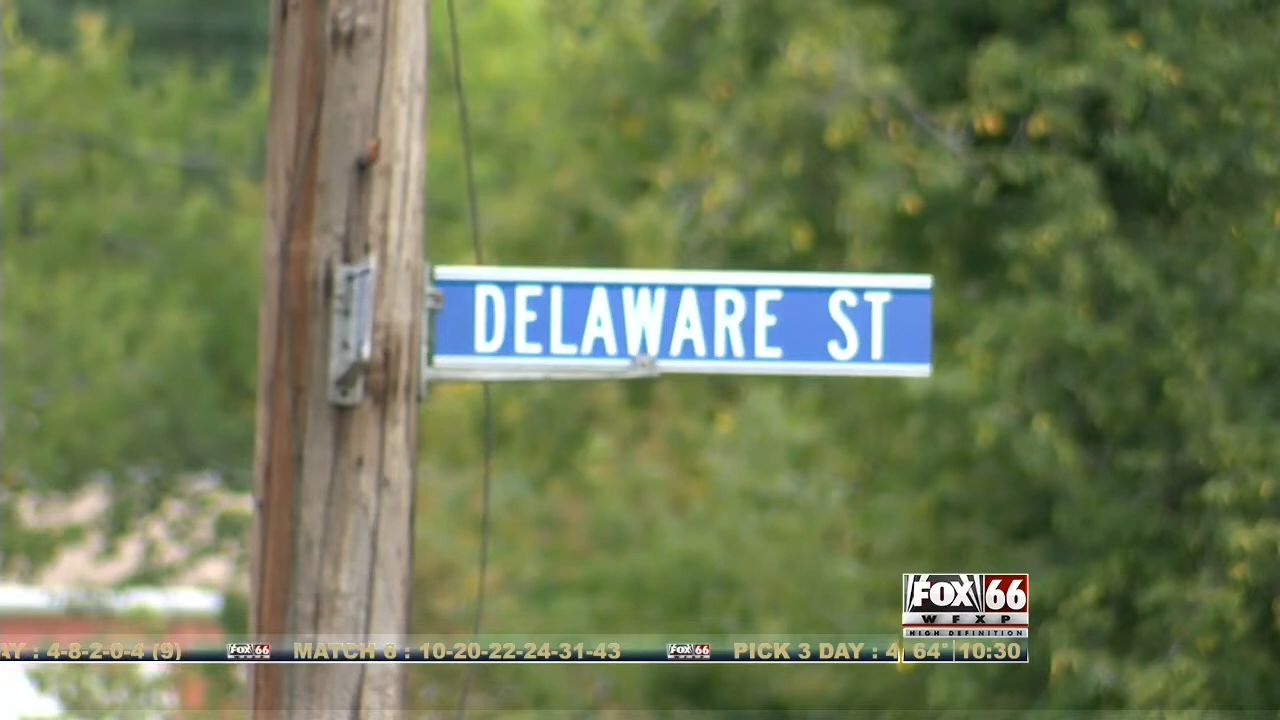 DELAWARE ST
FOX 66
WFXP
HIGH DEFINITION
AY : 4-8-2-0-4 (9) FOX 66 MATCH 6 : 10-20-22-24-31-43 FOX 66 PICK 3 DAY : 4 64° 10:30